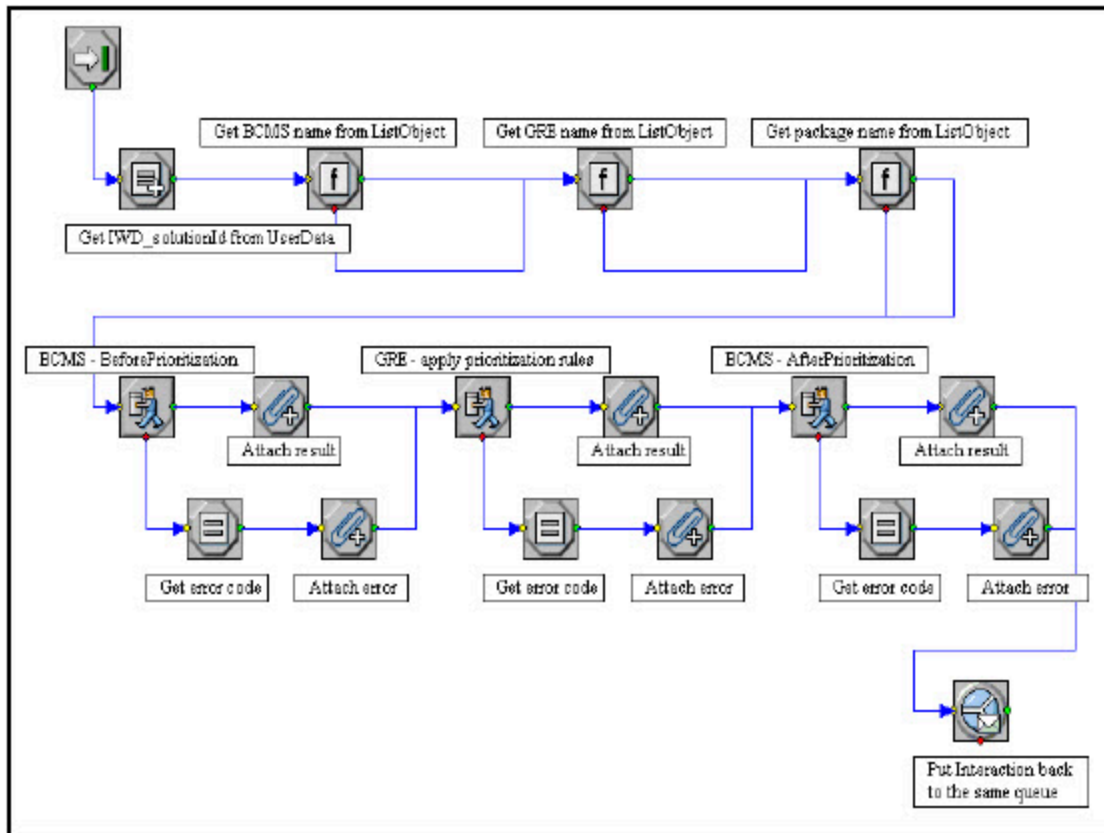 Get BCMS name from ListObject
Get GRE name from ListObject
Get package name from ListObject
Get IWD_solutionId from UserData
BCMS - BeforePrioritization
GRE - apply prioritization rules
BCMS - AfterPrioritization
Attach result
Attach result
Attach result
Get error code
Attach error
Get error code
Attach error
Get error code
Attach error
Put Interaction back
to the same queue